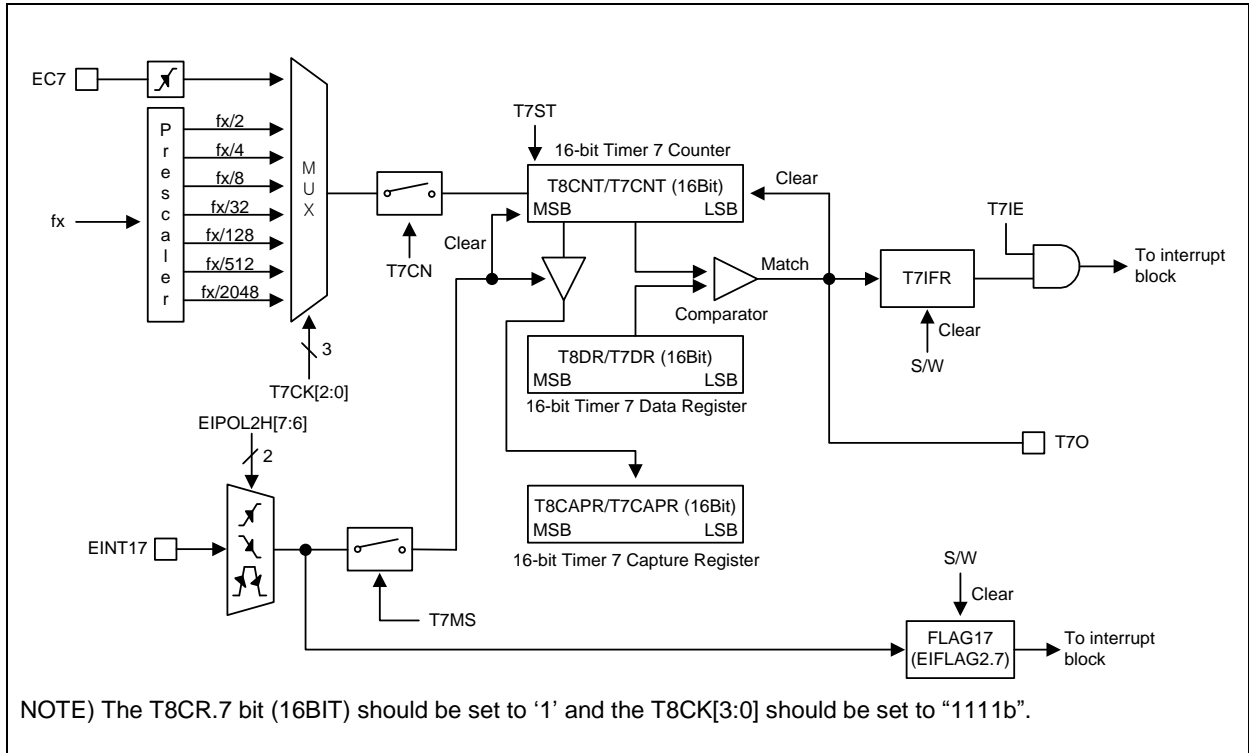 EC7
Prescaler
fx/2
fx/4
fx/8
fx/32
fx/128
fx/512
fx/2048
fx
MUX
3
T7CK[2:0]
T7CN
T7ST
16-bit Timer 7 Counter
T8CNT/T7CNT (16Bit)
MSB LSB
Clear
Clear
Match
Comparator
T8DR/T7DR (16Bit)
MSB LSB
16-bit Timer 7 Data Register
T7IE
T7IFR
To interrupt
block
Clear
S/W
T7O
EIPOL2H[7:6]
2
EINT17
T7MS
T8CAPR/T7CAPR (16Bit)
MSB LSB
16-bit Timer 7 Capture Register
S/W
Clear
FLAG17
(EIFLAG2.7)
To interrupt
block
NOTE) The T8CR.7 bit (16BIT) should be set to ‘1’ and the T8CK[3:0] should be set to “1111b”.